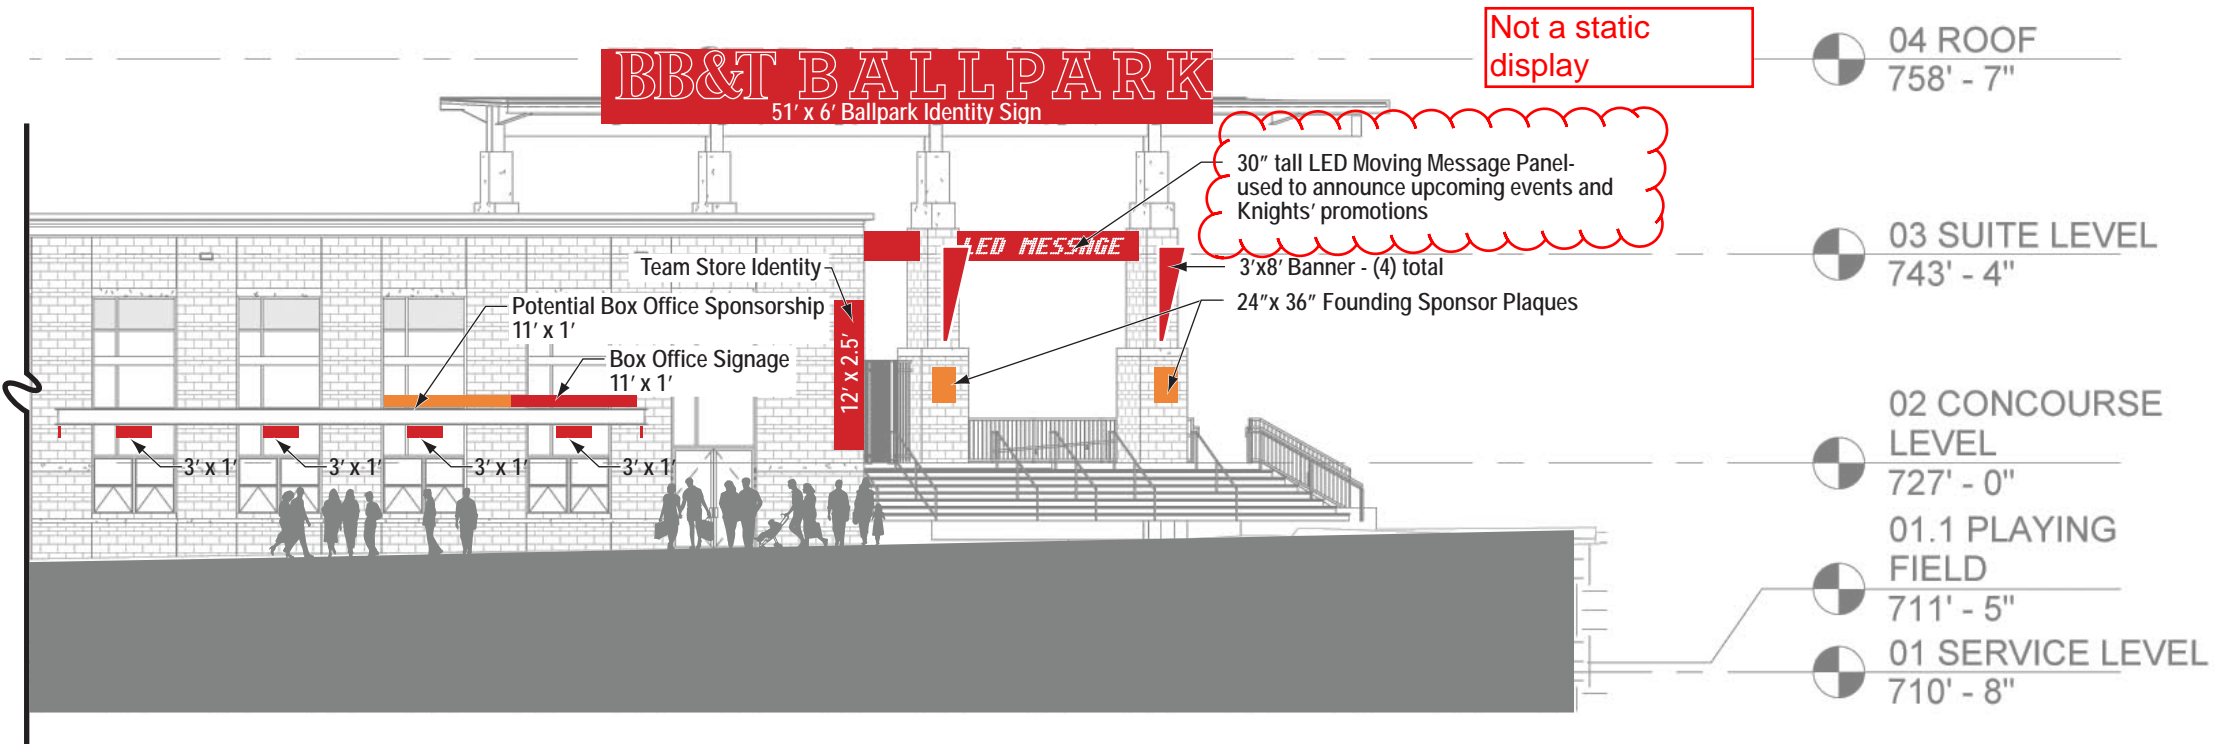 Not a static
display
BB&T BALLPARK
51' x 6' Ballpark Identity Sign
30" tall LED Moving Message Panel-
used to announce upcoming events and
Knights' promotions
LED MESSAGE
Team Store Identity
3'x8' Banner - (4) total
Potential Box Office Sponsorship
11' x 1'
24"x 36" Founding Sponsor Plaques
Box Office Signage
11' x 1'
12' x 2.5'
3' x 1'
3' x 1'
3' x 1'
3' x 1'
04 ROOF
758' - 7"
03 SUITE LEVEL
743' - 4"
02 CONCOURSE
LEVEL
727' - 0"
01.1 PLAYING
FIELD
711' - 5"
01 SERVICE LEVEL
710' - 8"